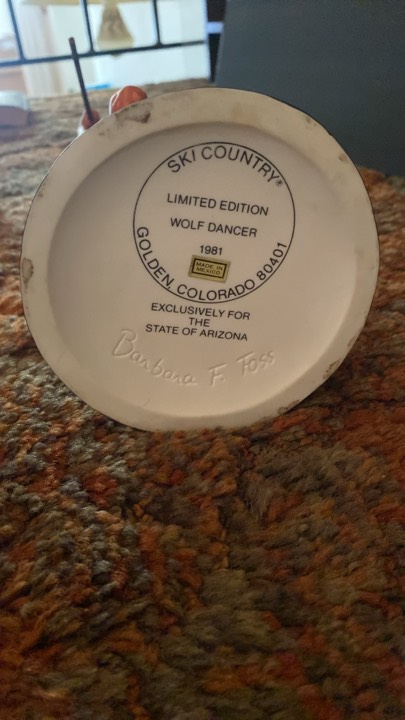 SKI COUNTRY®
LIMITED EDITION
WOLF DANCER
1981
MADE IN
MEXICO
GOLDEN, COLORADO 80401
EXCLUSIVELY FOR
THE
STATE OF ARIZONA
Barbara F. Foss